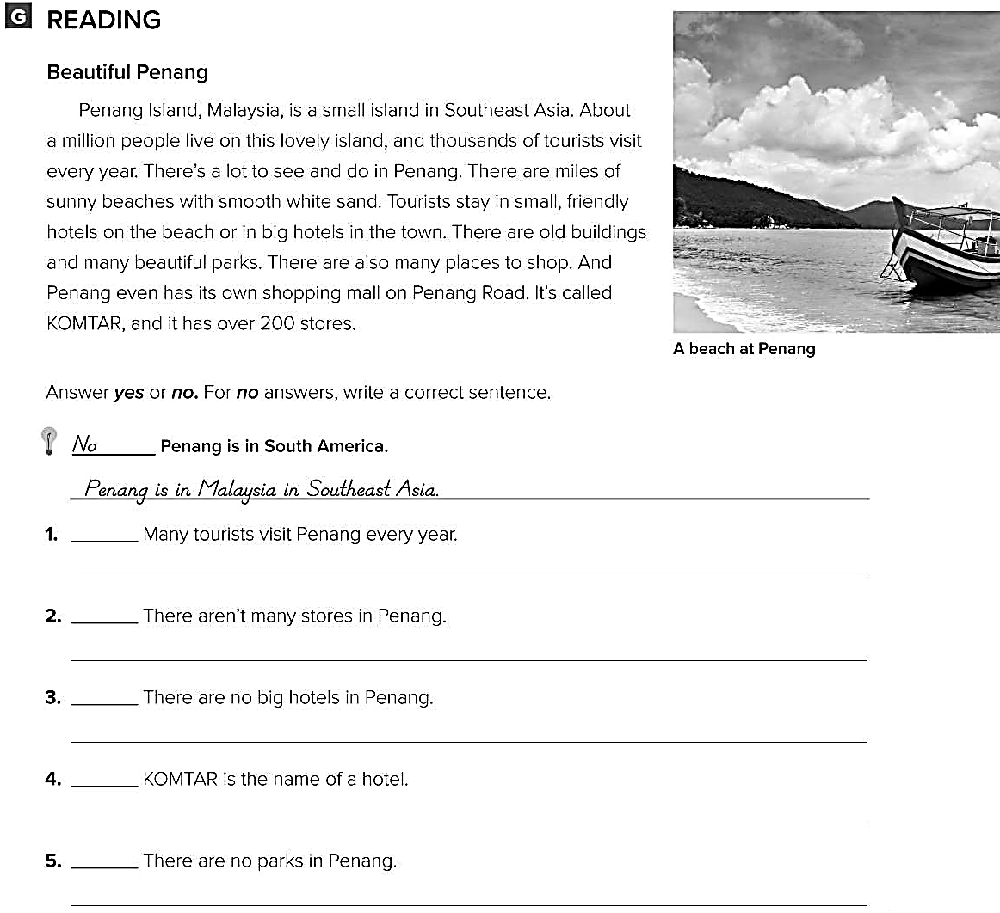 G READING
Beautiful Penang
Penang Island, Malaysia, is a small island in Southeast Asia. About
a million people live on this lovely island, and thousands of tourists visit
every year. There's a lot to see and do in Penang. There are miles of
sunny beaches with smooth white sand. Tourists stay in small, friendly
hotels on the beach or in big hotels in the town. There are old buildings
and many beautiful parks. There are also many places to shop. And
Penang even has its own shopping mall on Penang Road. It's called
KOMTAR, and it has over 200 stores.
A beach at Penang
Answer yes or no. For no answers, write a correct sentence.
No Penang is in South America.
Penang is in Malaysia in Southeast Asia.
1. ______ Many tourists visit Penang every year.
2. ______ There aren't many stores in Penang.
3. ______ There are no big hotels in Penang.
4. ______ KOMTAR is the name of a hotel.
5. ______ There are no parks in Penang.